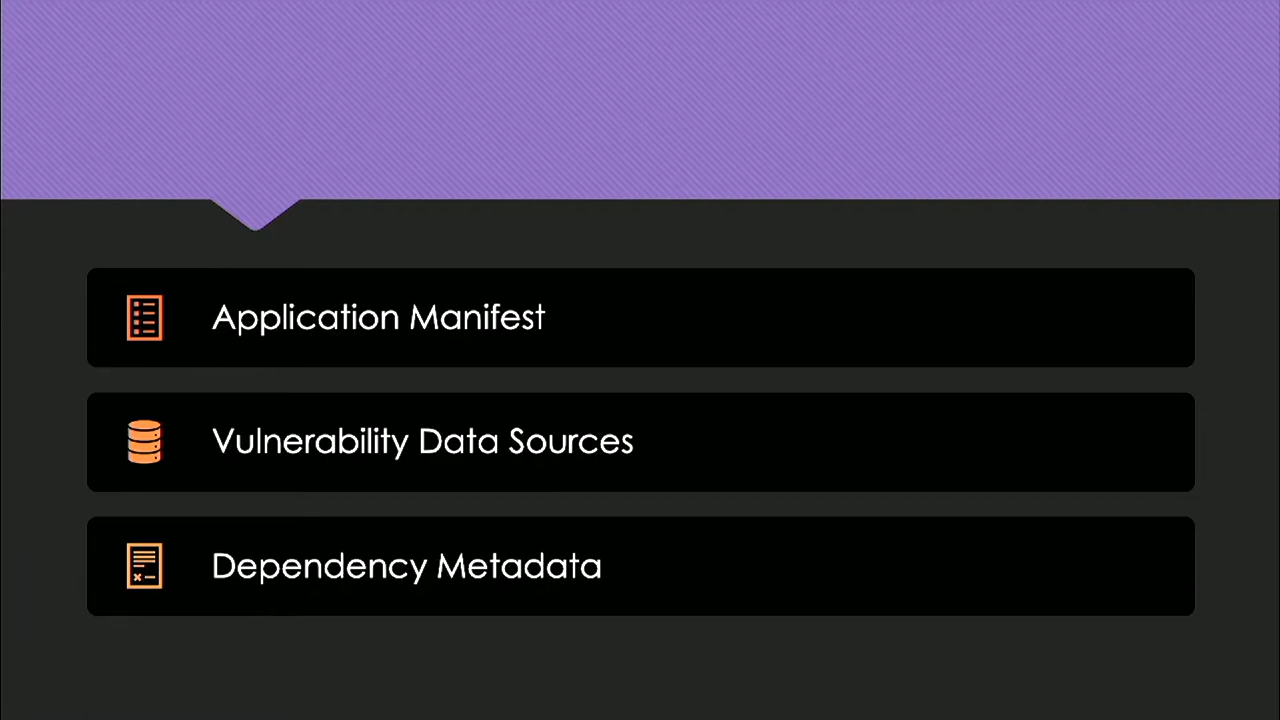 Application Manifest
Vulnerability Data Sources
Dependency Metadata